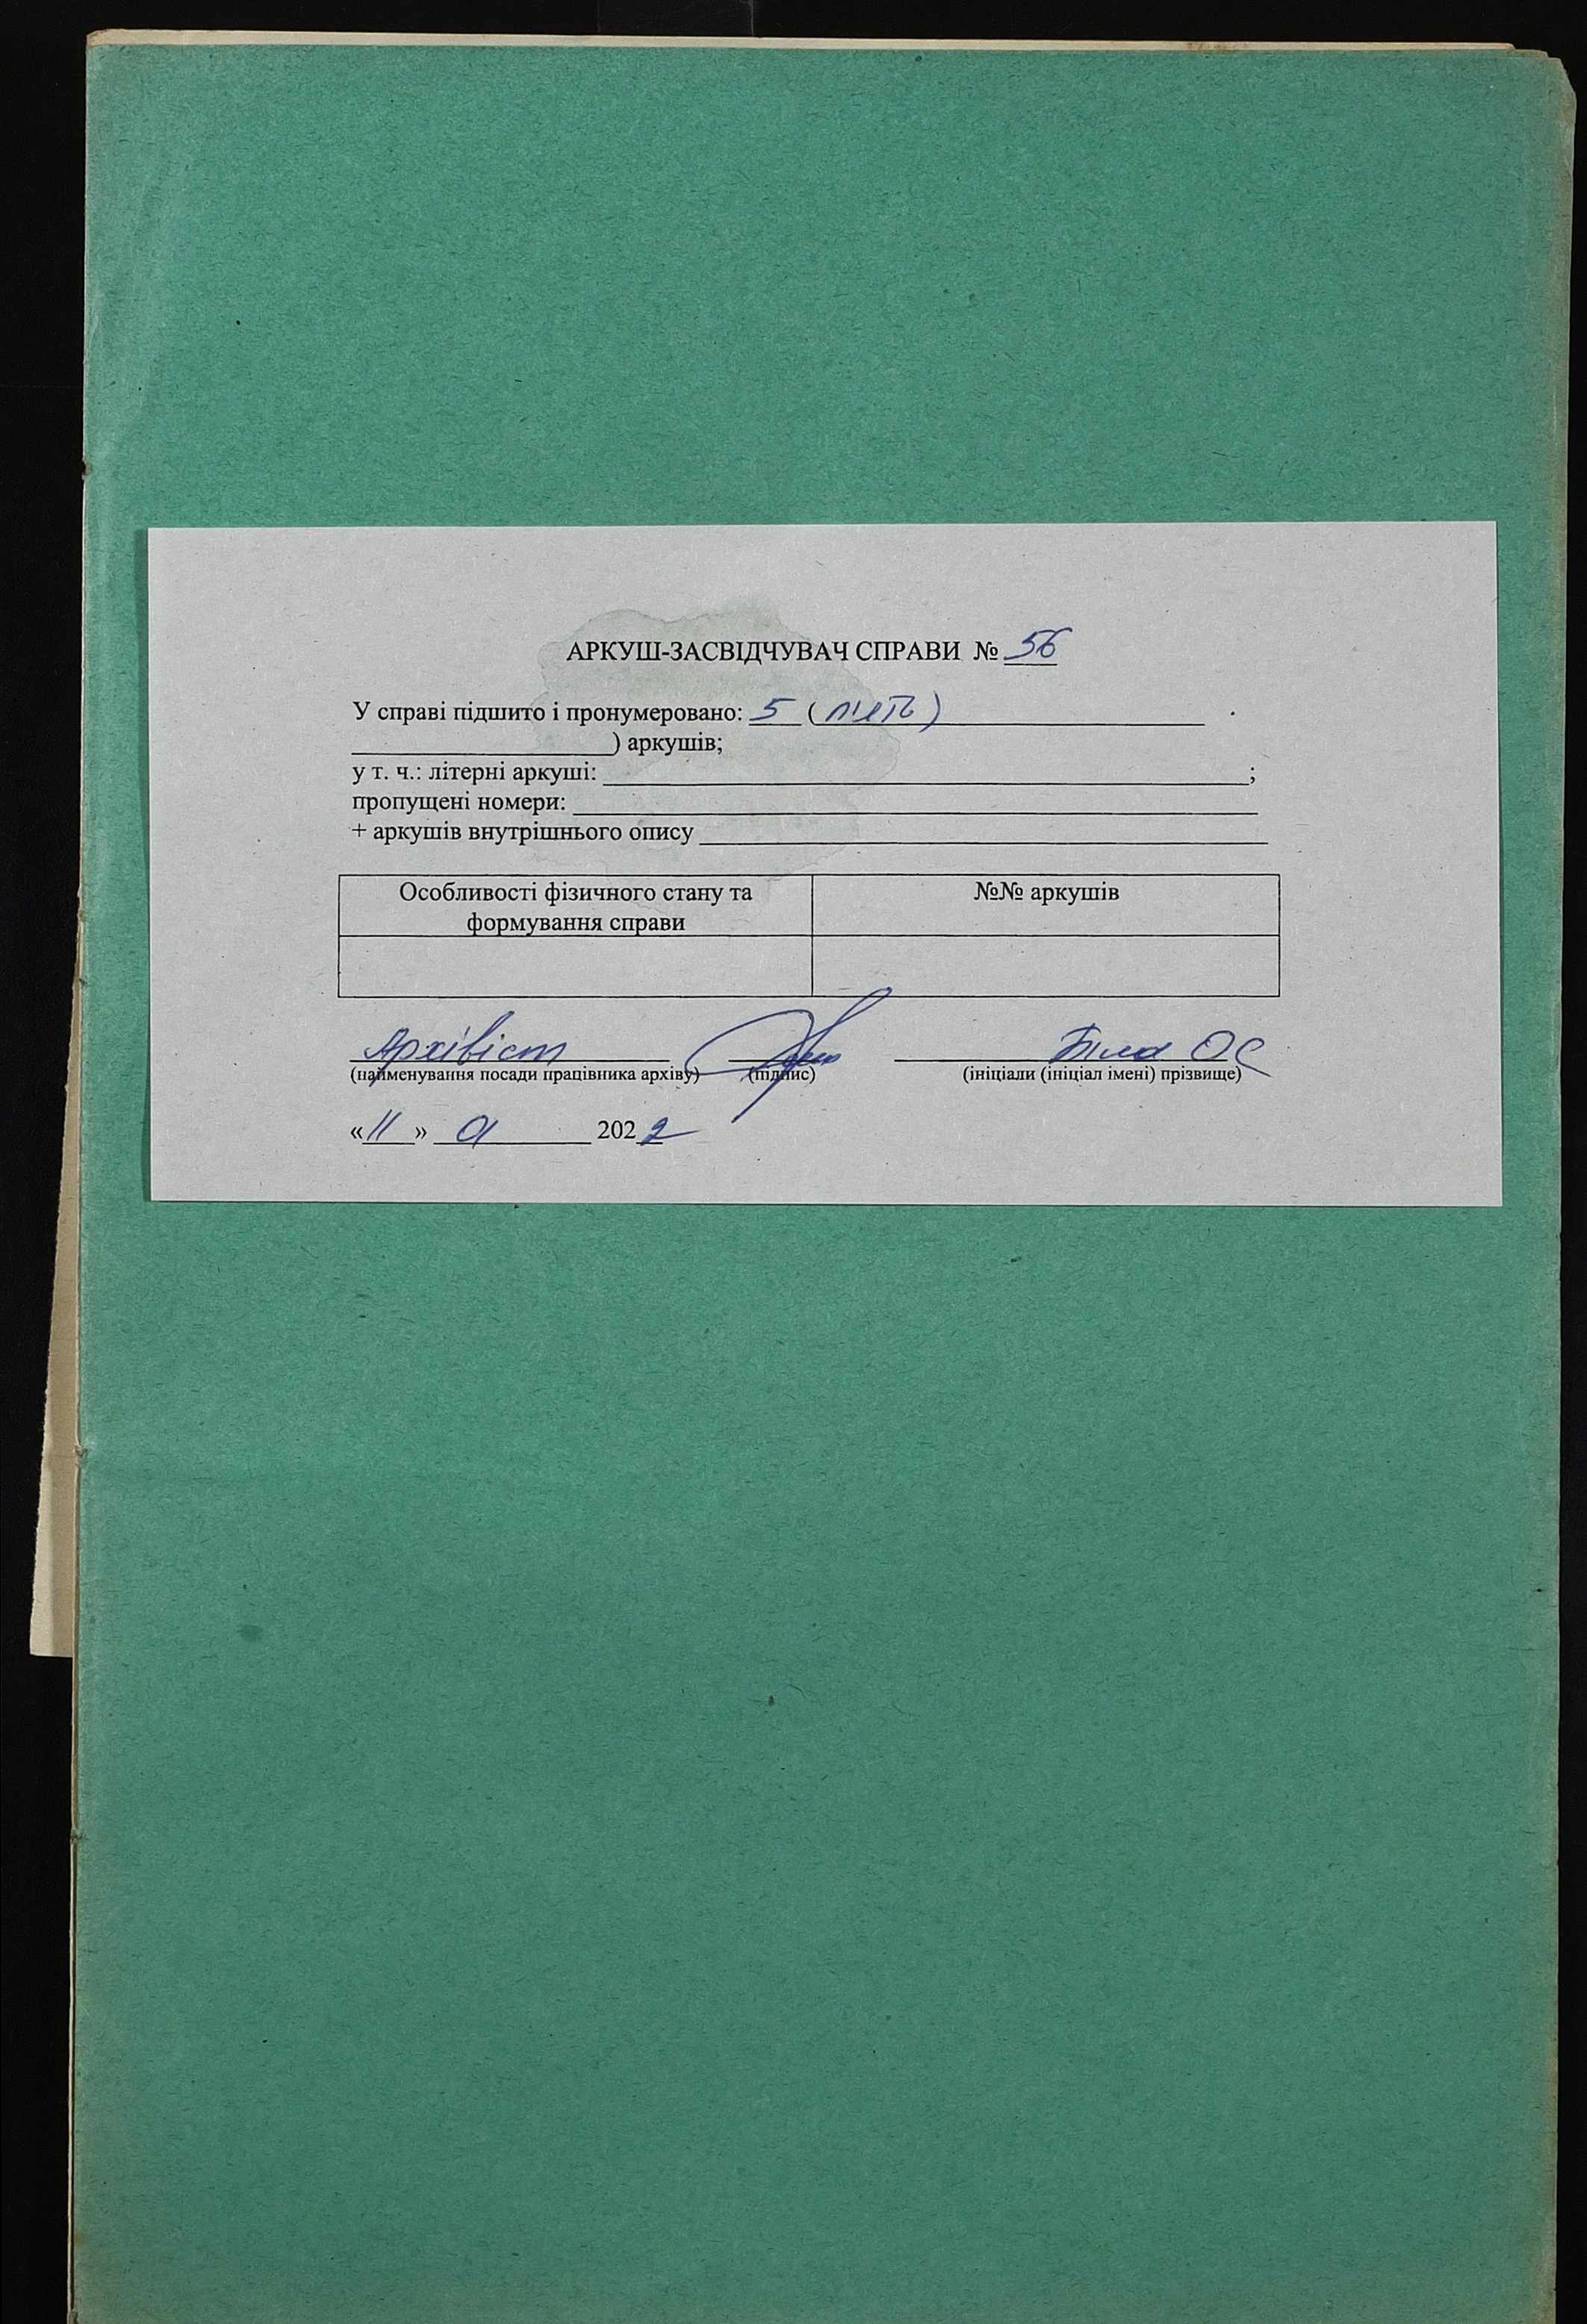 АРКУШ-ЗАСВІДЧУВАЧ СПРАВИ № 56
У справі підшито і пронумеровано: 5 ( п'ять )
) аркушів;
у т. ч.: літерні аркуші: ;
пропущені номери:
+ аркушів внутрішнього опису
Особливості фізичного стану та формування справи
№№ аркушів
Архівіст Біла ОС
(найменування посади працівника архіву) (підпис) (ініціали (ініціал імені) прізвище)
«11» 01 2022